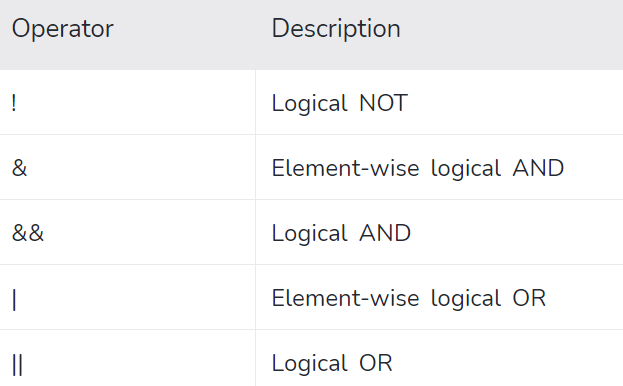 Operator Description
! Logical NOT
& Element-wise logical AND
&& Logical AND
| Element-wise logical OR
|| Logical OR